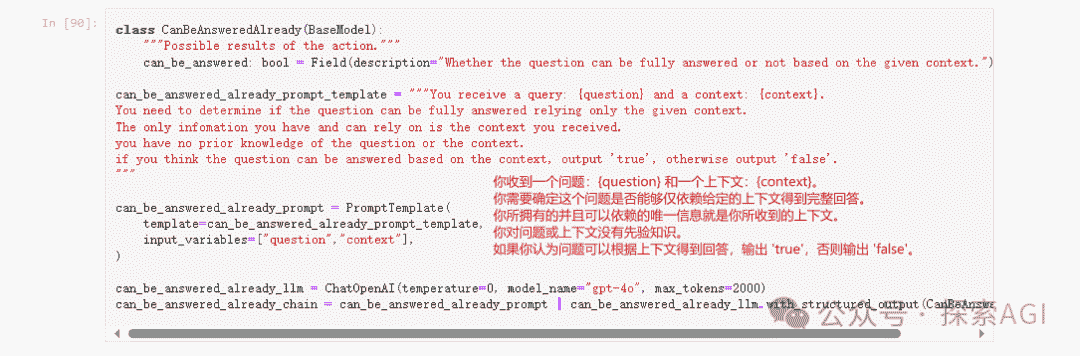 In [90]:
class CanBeAnsweredAlready(BaseModel):
"""Possible results of the action."""
can_be_answered: bool = Field(description="Whether the question can be fully answered or not based on the given context.")
can_be_answered_already_prompt_template = """You receive a query: {question} and a context: {context}.
You need to determine if the question can be fully answered relying only the given context.
The only infomation you have and can rely on is the context you received.
you have no prior knowledge of the question or the context.
if you think the question can be answered based on the context, output 'true', otherwise output 'false'.
"""
你收到一个问题：{question} 和一个上下文：{context}。
你需要确定这个问题是否能够仅依赖给定的上下文得到完整回答。
你所拥有的并且可以依赖的唯一信息就是你所收到的上下文。
你对问题或上下文没有先验知识。
如果你认为问题可以根据上下文得到回答，输出 'true'，否则输出 'false'。
can_be_answered_already_prompt = PromptTemplate(
template=can_be_answered_already_prompt_template,
input_variables=["question","context"],
)
can_be_answered_already_llm = ChatOpenAI(temperature=0, model_name="gpt-4o", max_tokens=2000)
can_be_answered_already_chain = can_be_answered_already_prompt | can_be_answered_already_llm.with_structured_output(CanBeAnswe
公众号 · 探索AGI